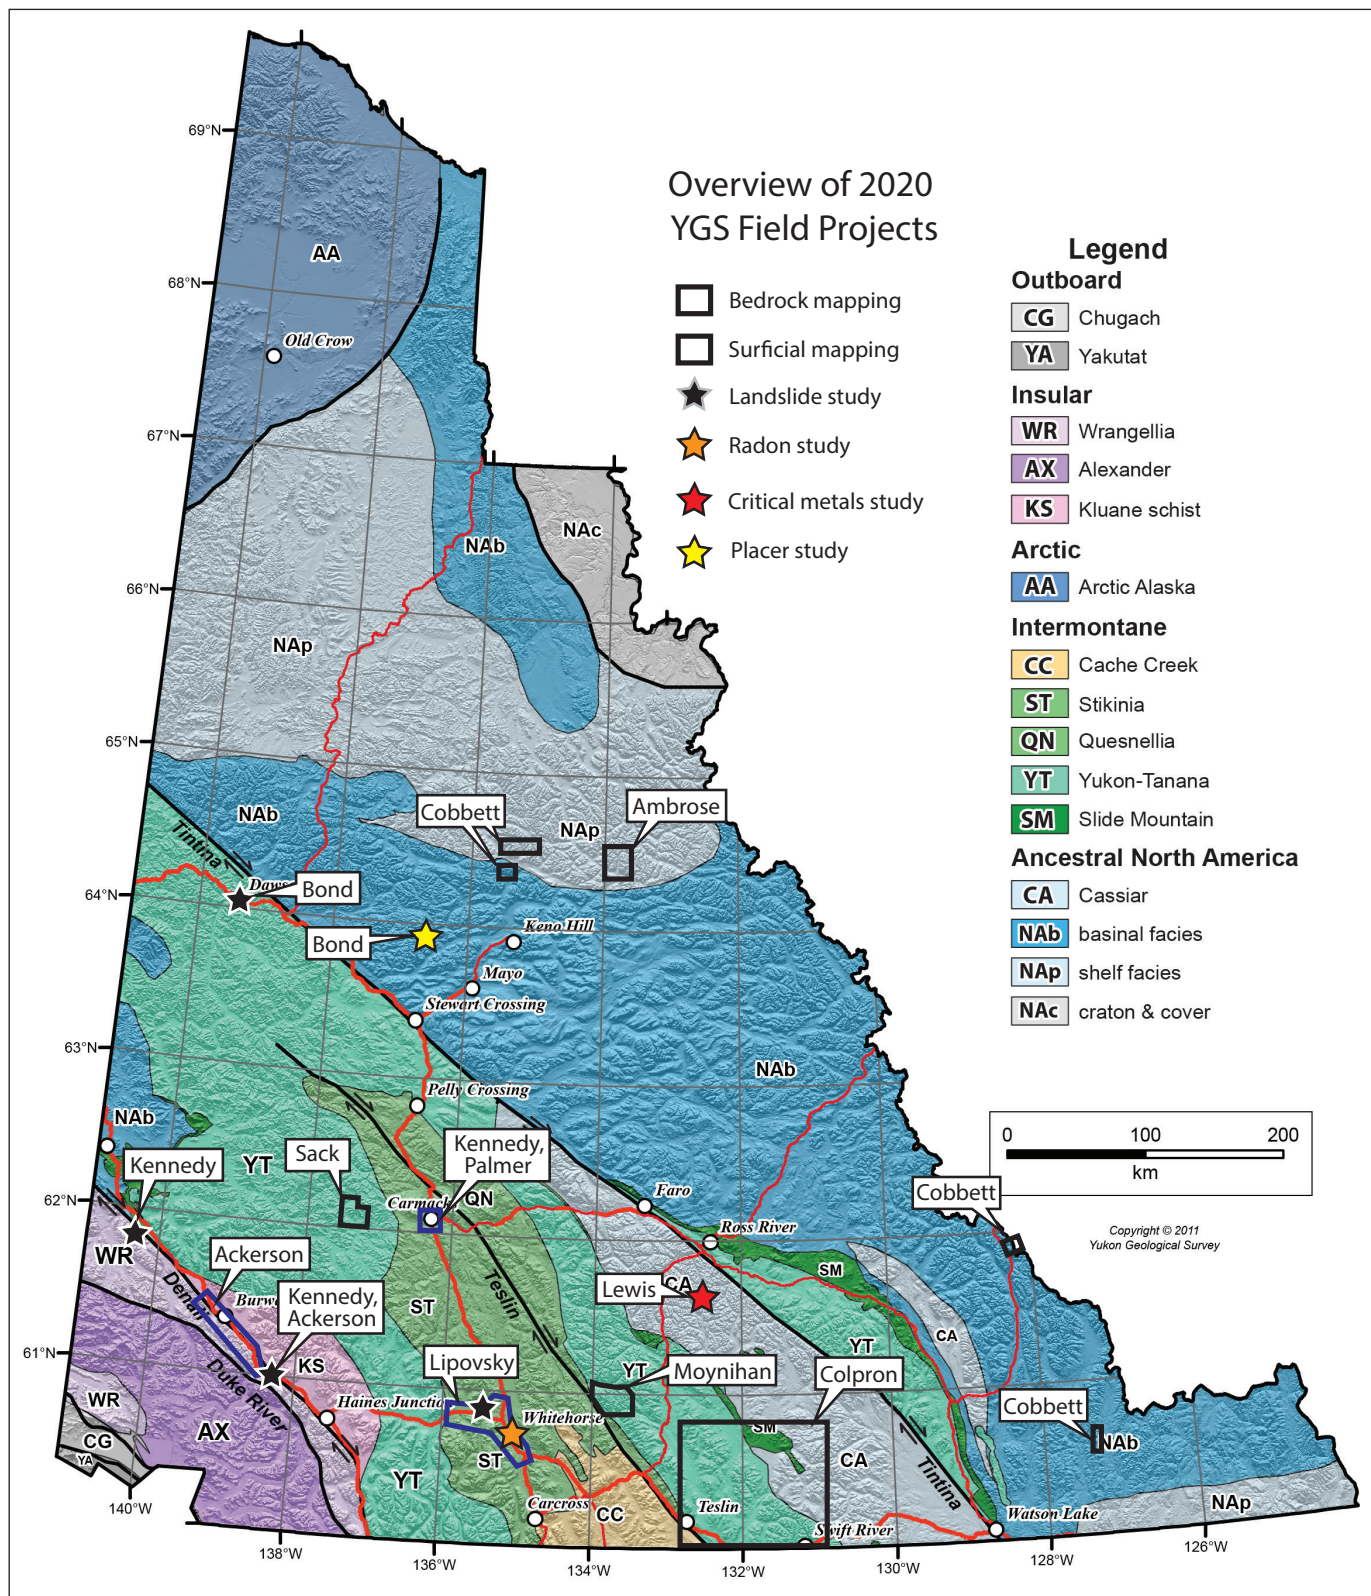 Overview of 2020
YGS Field Projects
Bedrock mapping
Surficial mapping
Landslide study
Radon study
Critical metals study
Placer study
Legend
Outboard
CG Chugach
YA Yakutat
Insular
WR Wrangellia
AX Alexander
KS Kluane schist
Arctic
AA Arctic Alaska
Intermontane
CC Cache Creek
ST Stikinia
QN Quesnellia
YT Yukon-Tanana
SM Slide Mountain
Ancestral North America
CA Cassiar
NAb basinal facies
NAp shelf facies
NAc craton & cover
0 100 200
km
Copyright © 2011
Yukon Geological Survey
69°N
68°N
67°N
66°N
65°N
64°N
63°N
62°N
61°N
140°W
138°W
136°W
134°W
132°W
130°W
128°W
126°W
AA
Old Crow
NAc
NAb
NAp
NAb
Cobbett
NAp
Ambrose
Tintina
Daws
Bond
Bond
Keno Hill
Mayo
Stewart Crossing
NAb
Pelly Crossing
NAb
Kennedy
YT
Sack
Kennedy,
Palmer
QN
Carmacks
Faro
Ross River
Cobbett
WR
Ackerson
Denali
Burw
Kennedy,
Ackerson
Teslin
ST
Lewis
CA
SM
CA
YT
KS
Lipovsky
YT
Moynihan
Colpron
Duke River
Haines Junctio
Whitehorse
WR
CG
YA
AX
YT
ST
SM
CA
Cobbett
NAb
Carcross
CC
Teslin
Swift River
Tintina
Watson Lake
NAp